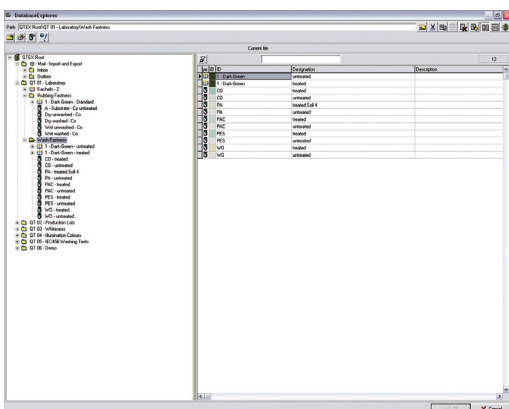 DatabaseExplorer
Path: QTEX Root\QT 01 - Laboratory\Wash Fastness
Current file
12
QTEX Root
@ - Mail - Import and Export
Inbox
Outbox
QT 01 - Laboratory
Kacheln - 2
Rubbing Fastness
1 - Dark-Green - Standard
A - Substrate - Co untreated
Dry unwashed - Co
Dry washed - Co
Wet unwashed - Co
Wet washed - Co
Wash Fastness
1 - Dark-Green - untreated
1 - Dark-Green - treated
CO - treated
CO - untreated
PA - treated Soil 4
PA - untreated
PAC - treated
PAC - untreated
PES - treated
PES - untreated
WO - treated
WO - untreated
QT 02 - Production Lots
QT 03 - Whiteness
QT 04 - Illumination Colours
QT 05 - IEC456 Washing Tests
QT 06 - Demo
ID Designation Description
1 - Dark-Green untreated
1 - Dark-Green treated
CO treated
CO untreated
PA treated Soil 4
PA untreated
PAC treated
PAC untreated
PES treated
PES untreated
WO treated
WO untreated
Cancel